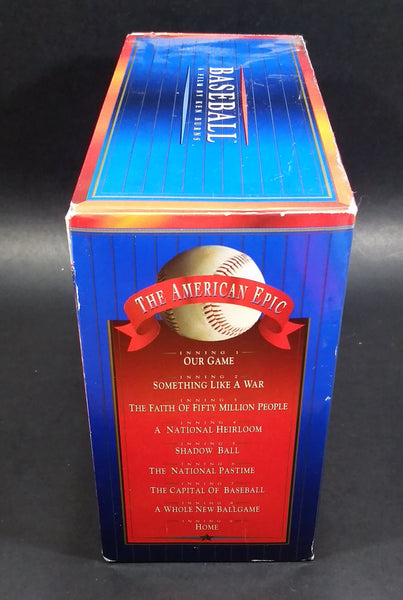 BASEBALL
A FILM BY KEN BURNS
THE AMERICAN EPIC
INNING 1
OUR GAME
INNING 2
SOMETHING LIKE A WAR
INNING 3
THE FAITH OF FIFTY MILLION PEOPLE
INNING 4
A NATIONAL HEIRLOOM
INNING 5
SHADOW BALL
INNING 6
THE NATIONAL PASTIME
INNING 7
THE CAPITAL OF BASEBALL
INNING 8
A WHOLE NEW BALLGAME
INNING 9
HOME